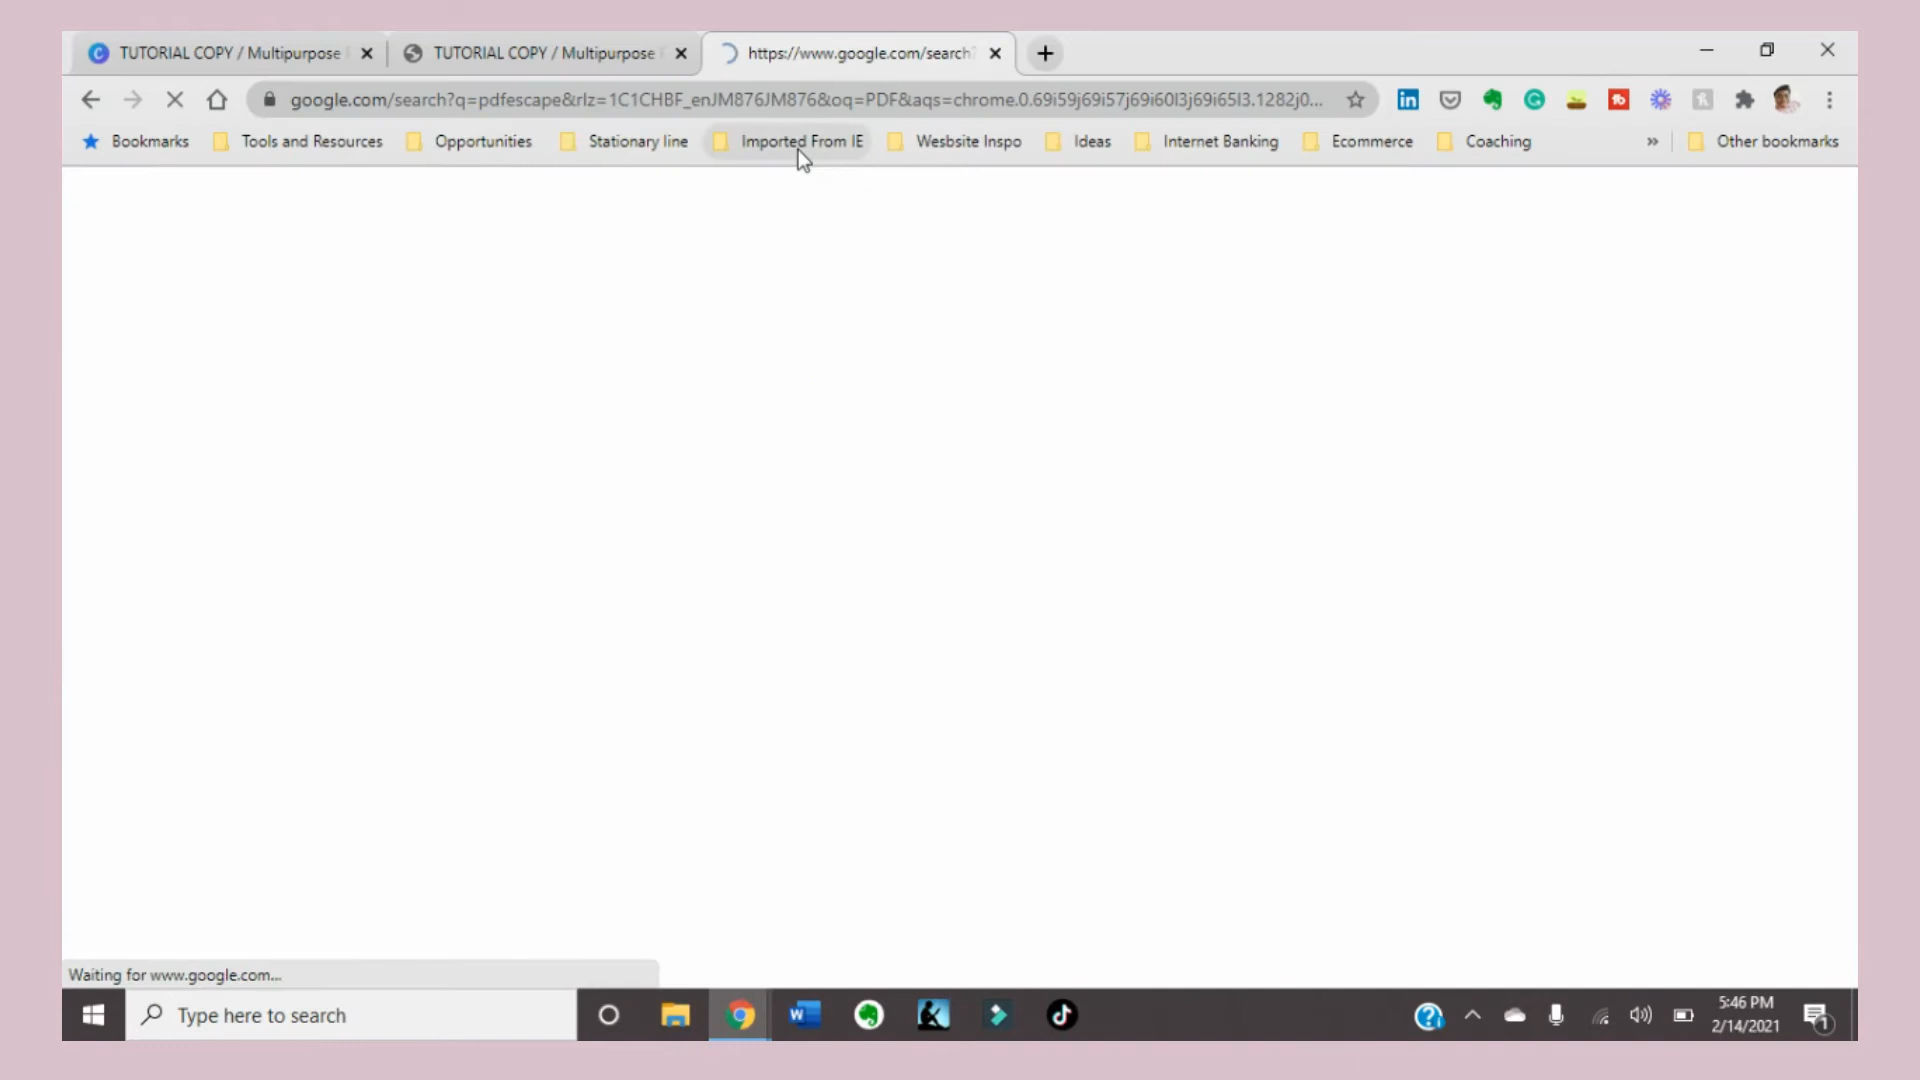 TUTORIAL COPY / Multipurpose
TUTORIAL COPY / Multipurpose
https://www.google.com/search?
google.com/search?q=pdfescape&rlz=1C1CHBF_enJM876JM876&oq=PDF&aqs=chrome.0.69i59j69i57j69i60l3j69i65l3.1282j0...
Bookmarks
Tools and Resources
Opportunities
Stationary line
Imported From IE
Wesbsite Inspo
Ideas
Internet Banking
Ecommerce
Coaching
»
Other bookmarks
Waiting for www.google.com...
Type here to search
5:46 PM
2/14/2021